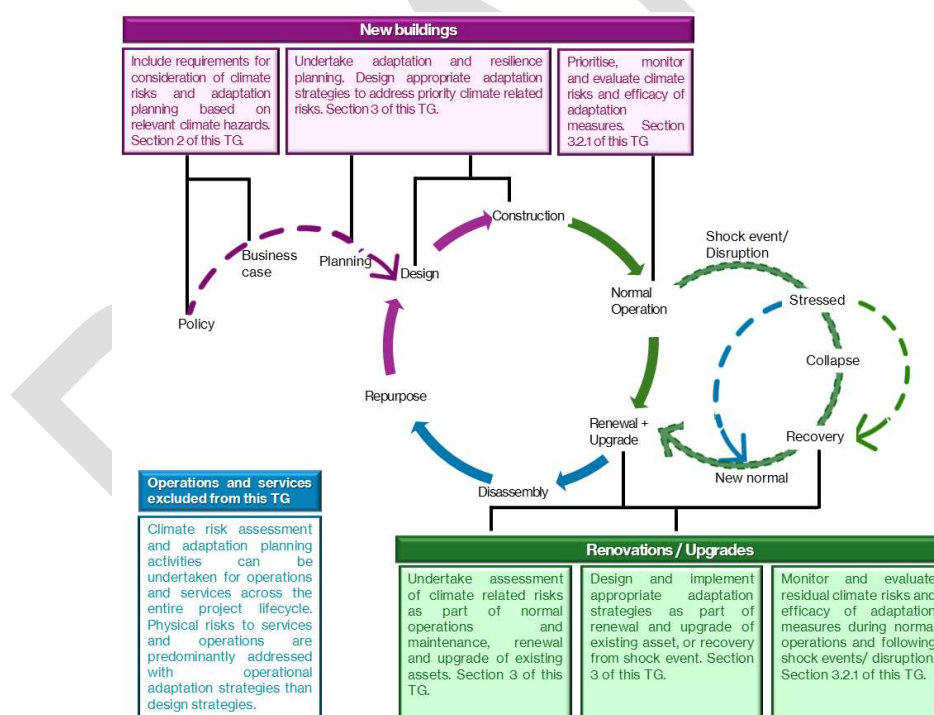 New buildings
Include requirements for
consideration of climate
risks and adaptation
planning based on
relevant climate hazards.
Section 2 of this TG.
Undertake adaptation and resilience
planning. Design appropriate adaptation
strategies to address priority climate related
risks. Section 3 of this TG.
Prioritise, monitor
and evaluate climate
risks and efficacy of
adaptation
measures. Section
3.2.1 of this TG
Construction
Shock event/
Disruption
Business
case
Planning
Design
Normal
Operation
Stressed
Policy
Collapse
Repurpose
Renewal +
Upgrade
Recovery
New normal
Disassembly
Operations and services
excluded from this TG
Climate risk assessment
and adaptation planning
activities can be
undertaken for operations
and services across the
entire project lifecycle.
Physical risks to services
and operations are
predominantly addressed
with operational
adaptation strategies than
design strategies.
Renovations / Upgrades
Undertake assessment
of climate related risks
as part of normal
operations and
maintenance, renewal
and upgrade of existing
assets. Section 3 of this
TG.
Design and implement
appropriate adaptation
strategies as part of
renewal and upgrade of
existing asset, or recovery
from shock event. Section
3 of this TG.
Monitor and evaluate
residual climate risks and
efficacy of adaptation
measures during normal
operations and following
shock events/ disruption.
Section 3.2.1 of this TG.